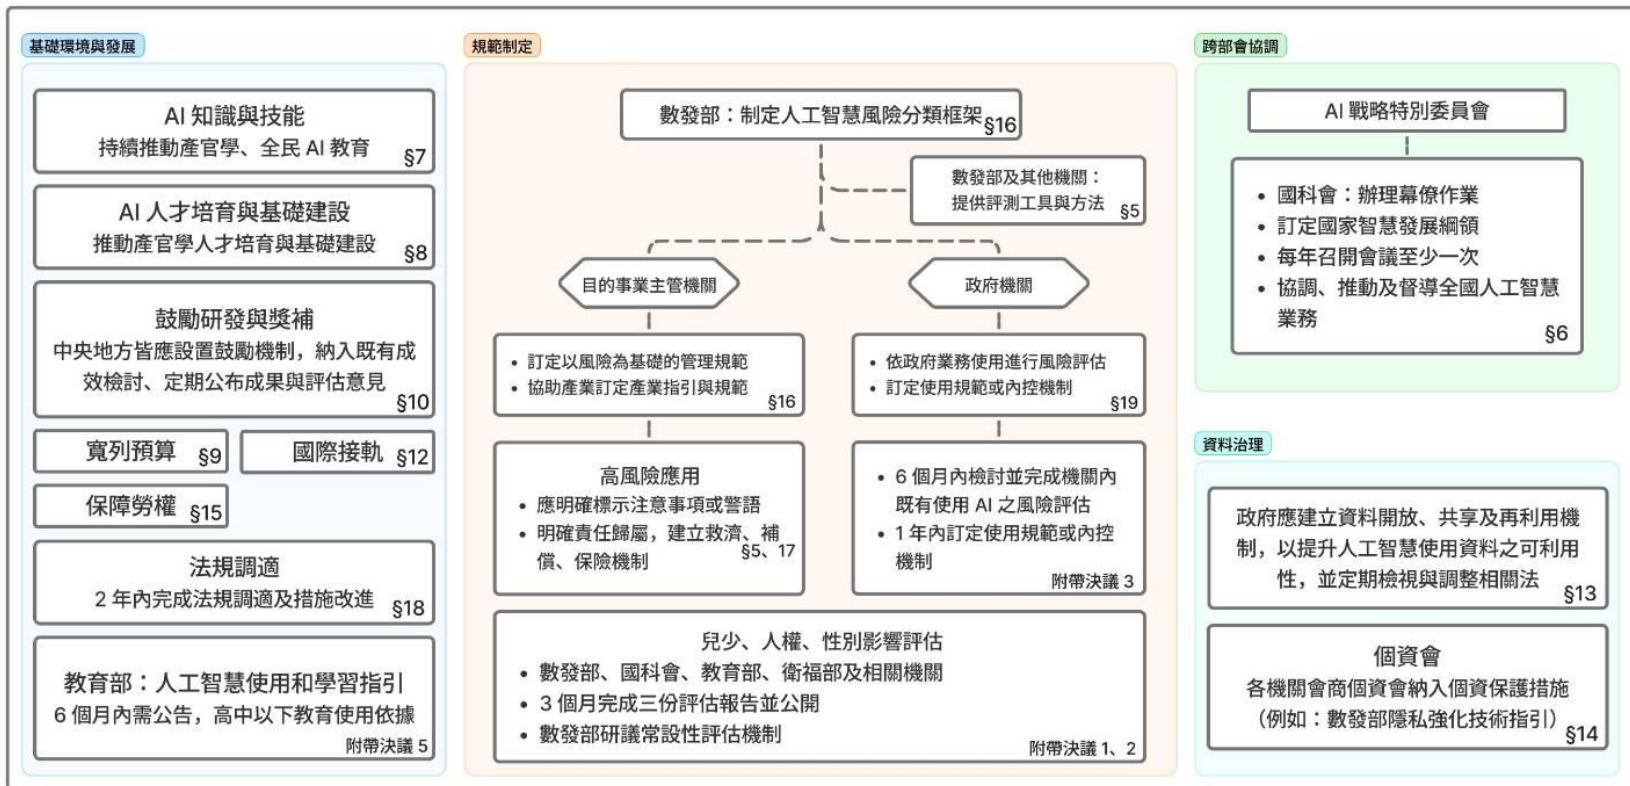 基礎環境與發展
AI 知識與技能
持續推動產官學、全民 AI 教育
§7
AI 人才培育與基礎建設
推動產官學人才培育與基礎建設
§8
鼓勵研發與獎補
中央地方皆應設置鼓勵機制，納入既有成
效檢討、定期公布成果與評估意見
§10
寬列預算 §9
國際接軌 §12
保障勞權 §15
法規調適
2 年內完成法規調適及措施改進
§18
教育部：人工智慧使用和學習指引
6 個月內需公告，高中以下教育使用依據
附帶決議 5
規範制定
數發部：制定人工智慧風險分類框架 §16
數發部及其他機關：
提供評測工具與方法 §5
目的事業主管機關
• 訂定以風險為基礎的管理規範
• 協助產業訂定產業指引與規範
§16
高風險應用
• 應明確標示注意事項或警語
• 明確責任歸屬，建立救濟、補
償、保險機制
§5、17
政府機關
• 依政府業務使用進行風險評估
• 訂定使用規範或內控機制
§19
• 6 個月內檢討並完成機關內
既有使用 AI 之風險評估
• 1 年內訂定使用規範或內控
機制
附帶決議 3
兒少、人權、性別影響評估
• 數發部、國科會、教育部、衛福部及相關機關
• 3 個月完成三份評估報告並公開
• 數發部研議常設性評估機制
附帶決議 1、2
跨部會協調
AI 戰略特別委員會
• 國科會：辦理幕僚作業
• 訂定國家智慧發展綱領
• 每年召開會議至少一次
• 協調、推動及督導全國人工智慧
業務
§6
資料治理
政府應建立資料開放、共享及再利用機
制，以提升人工智慧使用資料之可利用
性，並定期檢視與調整相關法
§13
個資會
各機關會商個資會納入個資保護措施
（例如：數發部隱私強化技術指引）
§14